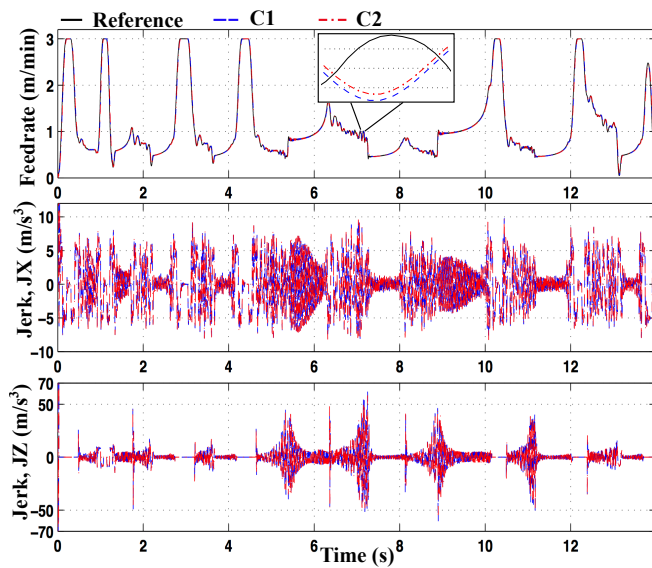 Reference C1 C2
Feedrate (m/min)
3
2
1
0
0 2 4 6 8 10 12
Jerk, JX (m/s³)
10
5
0
−5
−10
0 2 4 6 8 10 12
Jerk, JZ (m/s³)
70
50
0
−50
−70
0 2 4 6 8 10 12
Time (s)